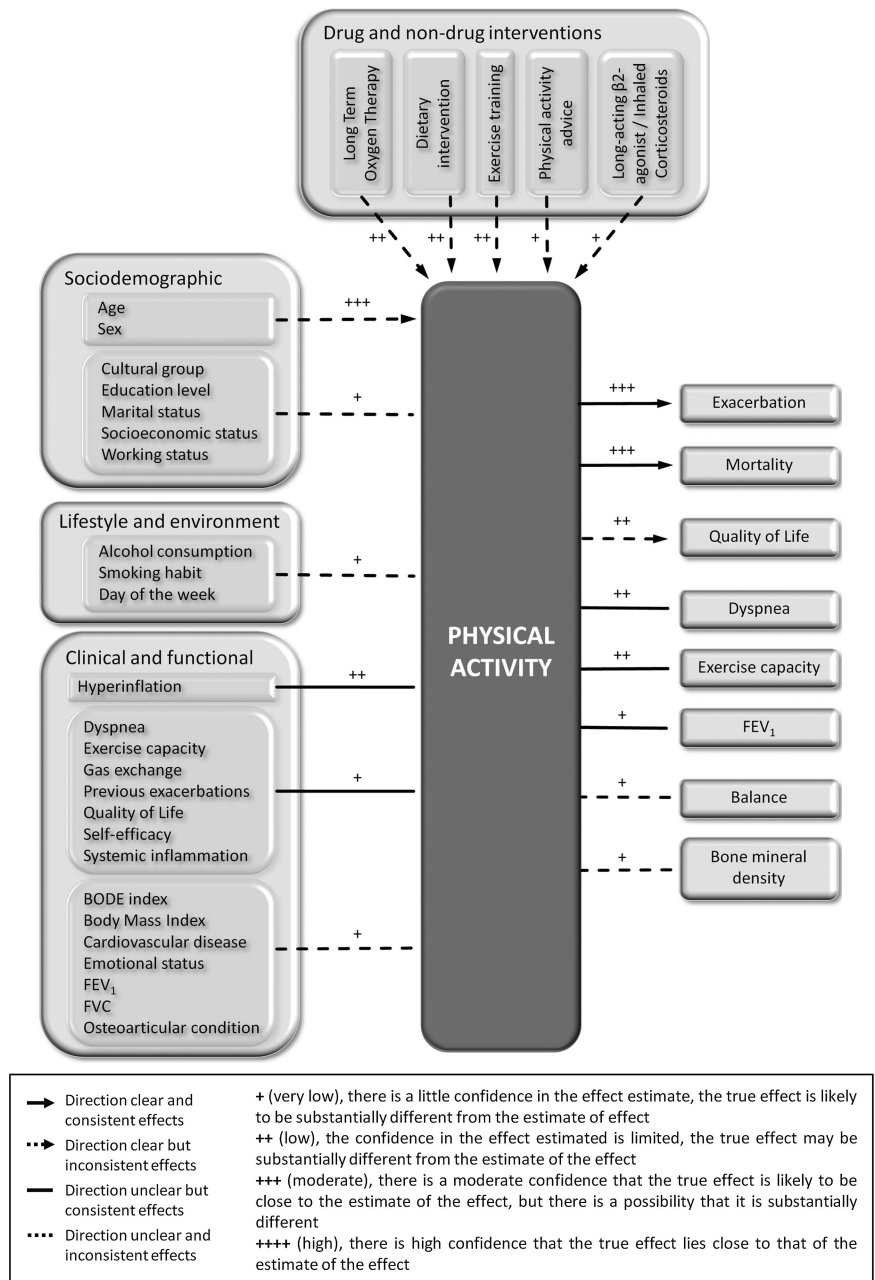 Drug and non-drug interventions
Long Term
Oxygen Therapy
Dietary
intervention
Exercise training
Physical activity
advice
Long-acting β2-
agonist / Inhaled
Corticosteroids
++
++
++
+
+
Sociodemographic
Age
Sex
+++
Cultural group
Education level
Marital status
Socioeconomic status
Working status
+
Lifestyle and environment
Alcohol consumption
Smoking habit
Day of the week
+
Clinical and functional
Hyperinflation
++
Dyspnea
Exercise capacity
Gas exchange
Previous exacerbations
Quality of Life
Self-efficacy
Systemic inflammation
+
BODE index
Body Mass Index
Cardiovascular disease
Emotional status
FEV1
FVC
Osteoarticular condition
+
PHYSICAL
ACTIVITY
+++
Exacerbation
+++
Mortality
++
Quality of Life
++
Dyspnea
++
Exercise capacity
+
FEV1
+
Balance
+
Bone mineral
density
Direction clear and
consistent effects
Direction clear but
inconsistent effects
Direction unclear but
consistent effects
Direction unclear and
inconsistent effects
+ (very low), there is a little confidence in the effect estimate, the true effect is likely
to be substantially different from the estimate of effect
++ (low), the confidence in the effect estimated is limited, the true effect may be
substantially different from the estimate of the effect
+++ (moderate), there is a moderate confidence that the true effect is likely to be
close to the estimate of the effect, but there is a possibility that it is substantially
different
++++ (high), there is high confidence that the true effect lies close to that of the
estimate of the effect